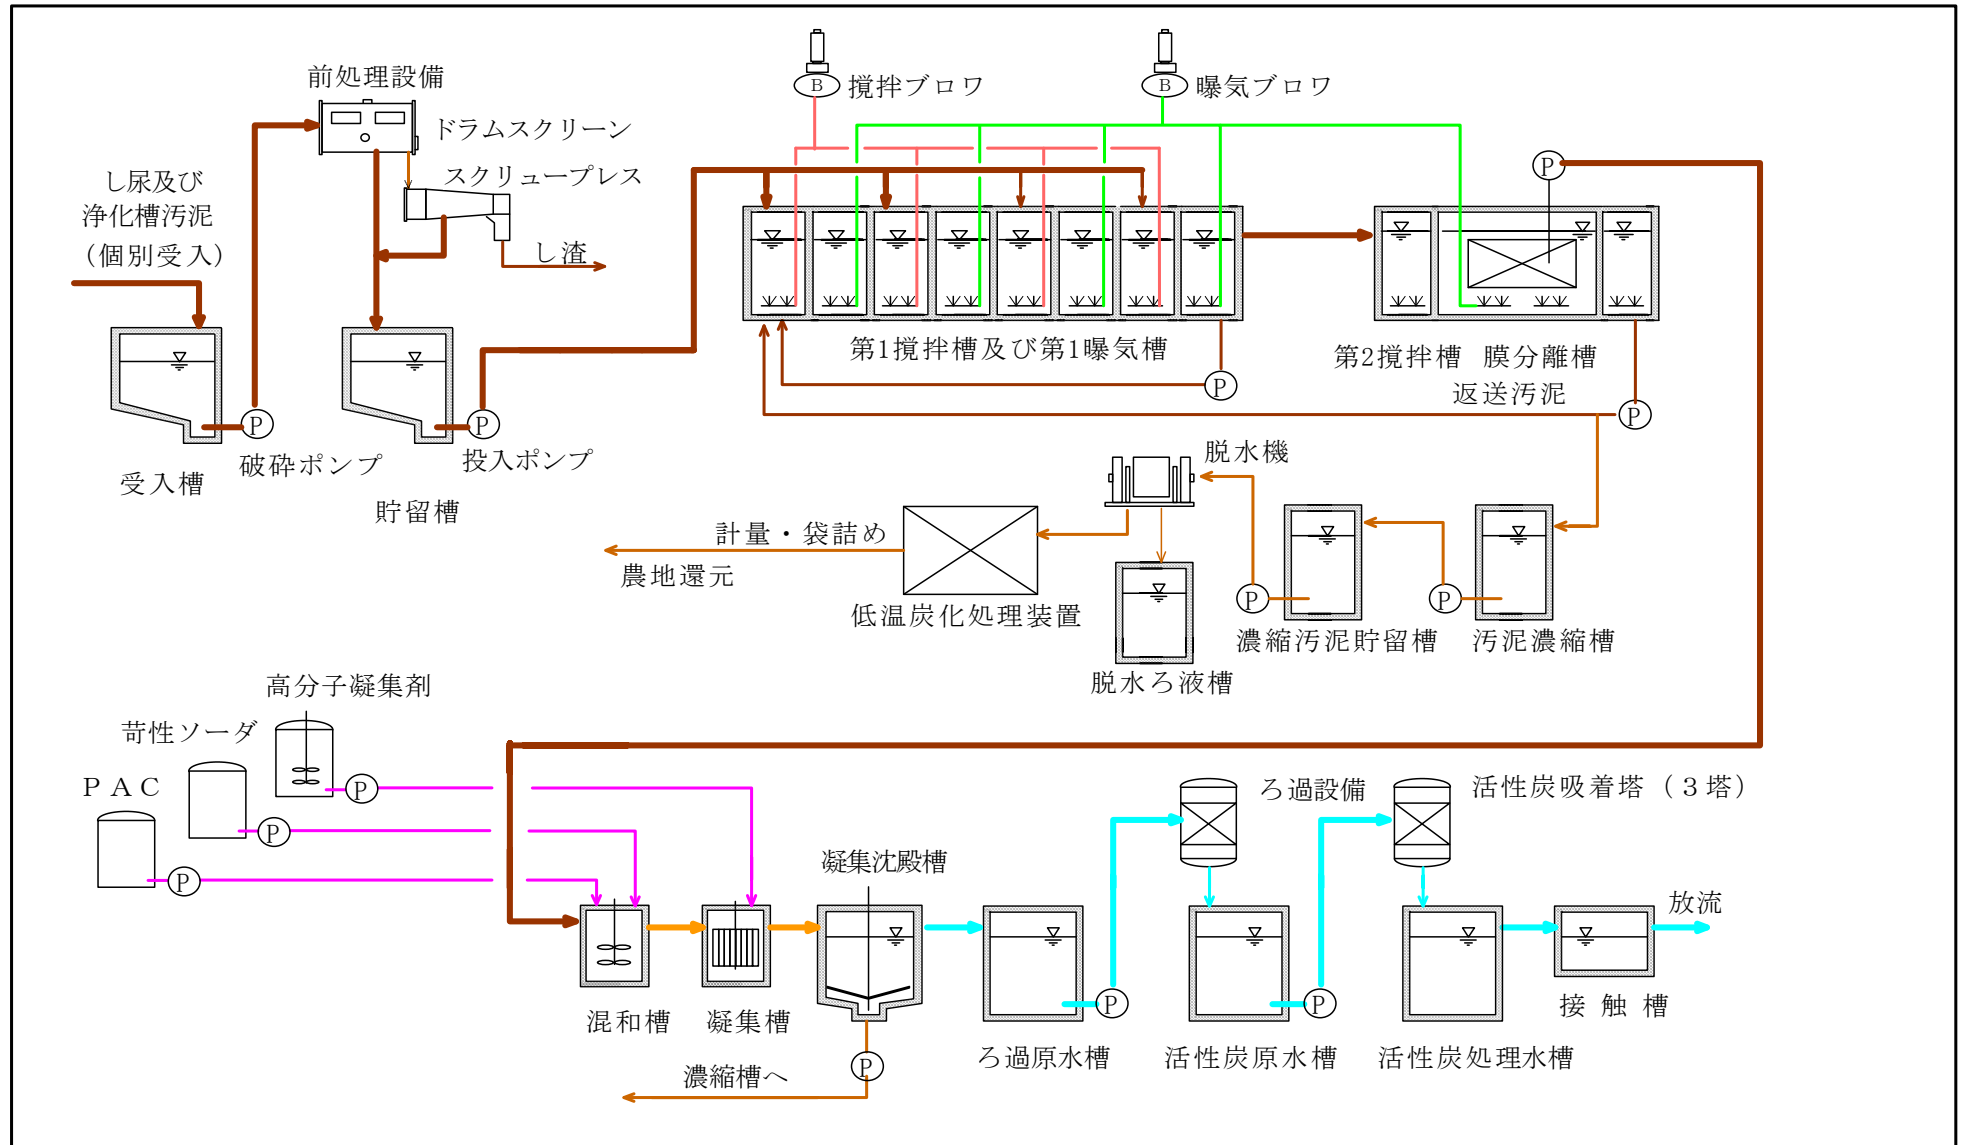 B
撹拌ブロワ
B
曝気ブロワ
前処理設備
ドラムスクリーン
スクリュープレス
し尿及び
浄化槽汚泥
（個別受入）
し渣
P
第1撹拌槽及び第1曝気槽
第2撹拌槽
膜分離槽
返送汚泥
P
P
P
P
受入槽
破砕ポンプ
投入ポンプ
貯留槽
脱水機
計量・袋詰め
農地還元
低温炭化処理装置
P
P
濃縮汚泥貯留槽
汚泥濃縮槽
脱水ろ液槽
高分子凝集剤
苛性ソーダ
ＰＡＣ
P
P
P
ろ過設備
活性炭吸着塔（３塔）
凝集沈殿槽
放流
混和槽
凝集槽
P
P
P
接触槽
ろ過原水槽
活性炭原水槽
活性炭処理水槽
濃縮槽へ